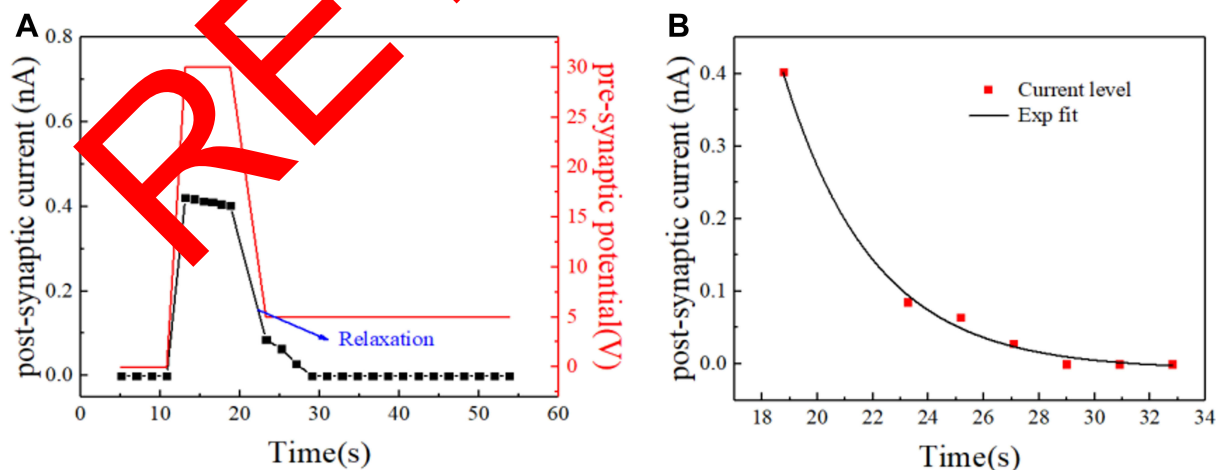 A
post-synaptic current (nA)
0.8
0.6
0.4
0.2
0.0
0 10 20 30 40 50 60
Time(s)
Relaxation
30
25
20
15
10
5
0
pre-synaptic potential(V)
RE
B
post-synaptic current (nA)
0.4
0.3
0.2
0.1
0.0
Current level
Exp fit
18 20 22 24 26 28 30 32 34
Time(s)